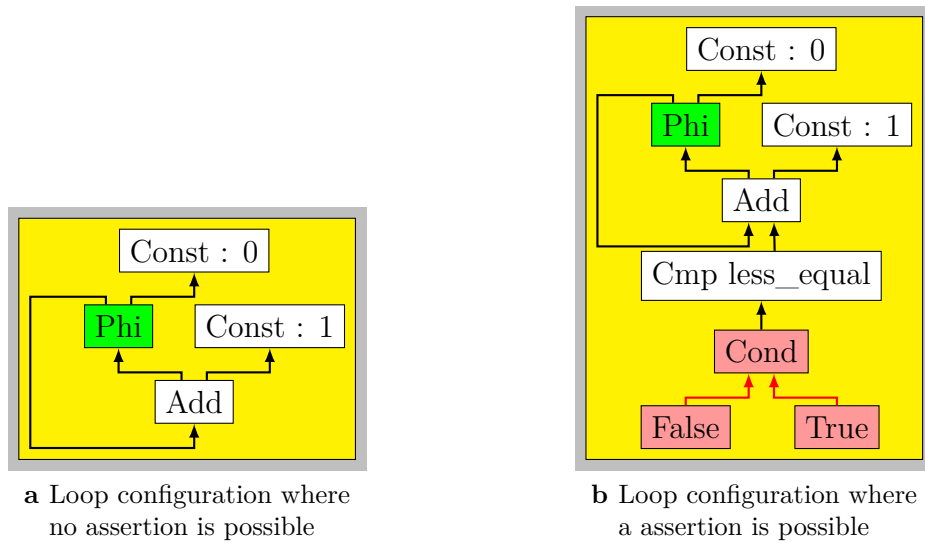 Const : 0
Phi
Const : 1
Add
a Loop configuration where
no assertion is possible
Const : 0
Phi
Const : 1
Add
Cmp less_equal
Cond
False
True
b Loop configuration where
a assertion is possible